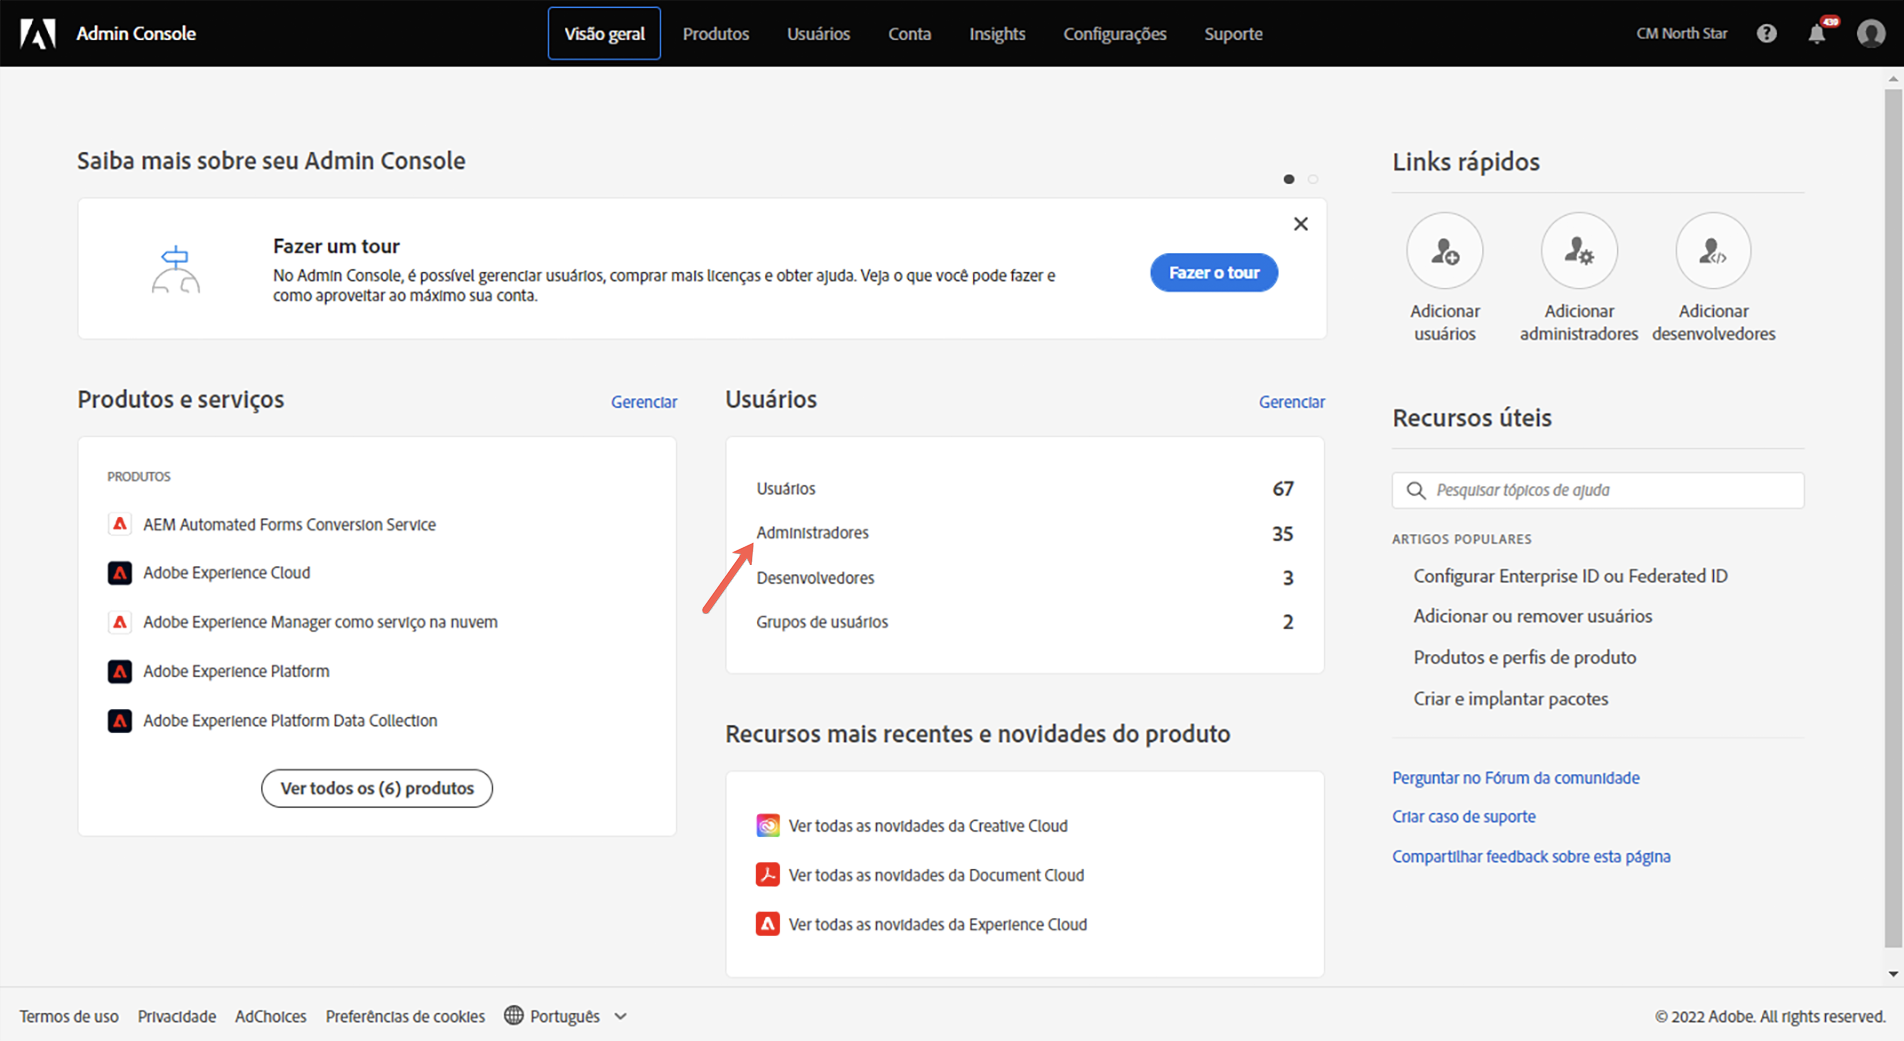 Admin Console
Visão geral
Produtos
Usuários
Conta
Insights
Configurações
Suporte
CM North Star
439
Saiba mais sobre seu Admin Console
Fazer um tour
No Admin Console, é possível gerenciar usuários, comprar mais licenças e obter ajuda. Veja o que você pode fazer e
como aproveitar ao máximo sua conta.
Fazer o tour
Produtos e serviços
Gerenciar
PRODUTOS
AEM Automated Forms Conversion Service
Adobe Experience Cloud
Adobe Experience Manager como serviço na nuvem
Adobe Experience Platform
Adobe Experience Platform Data Collection
Ver todos os (6) produtos
Usuários
Gerenciar
Usuários 67
Administradores 35
Desenvolvedores 3
Grupos de usuários 2
Recursos mais recentes e novidades do produto
Ver todas as novidades da Creative Cloud
Ver todas as novidades da Document Cloud
Ver todas as novidades da Experience Cloud
Links rápidos
Adicionar
usuários
Adicionar
administradores
Adicionar
desenvolvedores
Recursos úteis
Pesquisar tópicos de ajuda
ARTIGOS POPULARES
Configurar Enterprise ID ou Federated ID
Adicionar ou remover usuários
Produtos e perfis de produto
Criar e implantar pacotes
Perguntar no Fórum da comunidade
Criar caso de suporte
Compartilhar feedback sobre esta página
Termos de uso
Privacidade
AdChoices
Preferências de cookies
Português
© 2022 Adobe. All rights reserved.